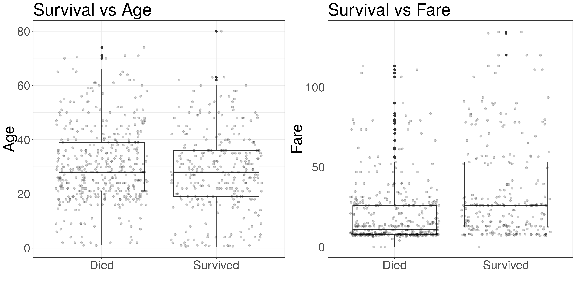 Survival vs Age
80
60
40
20
0
Age
Died
Survived
Survival vs Fare
100
50
0
Fare
Died
Survived